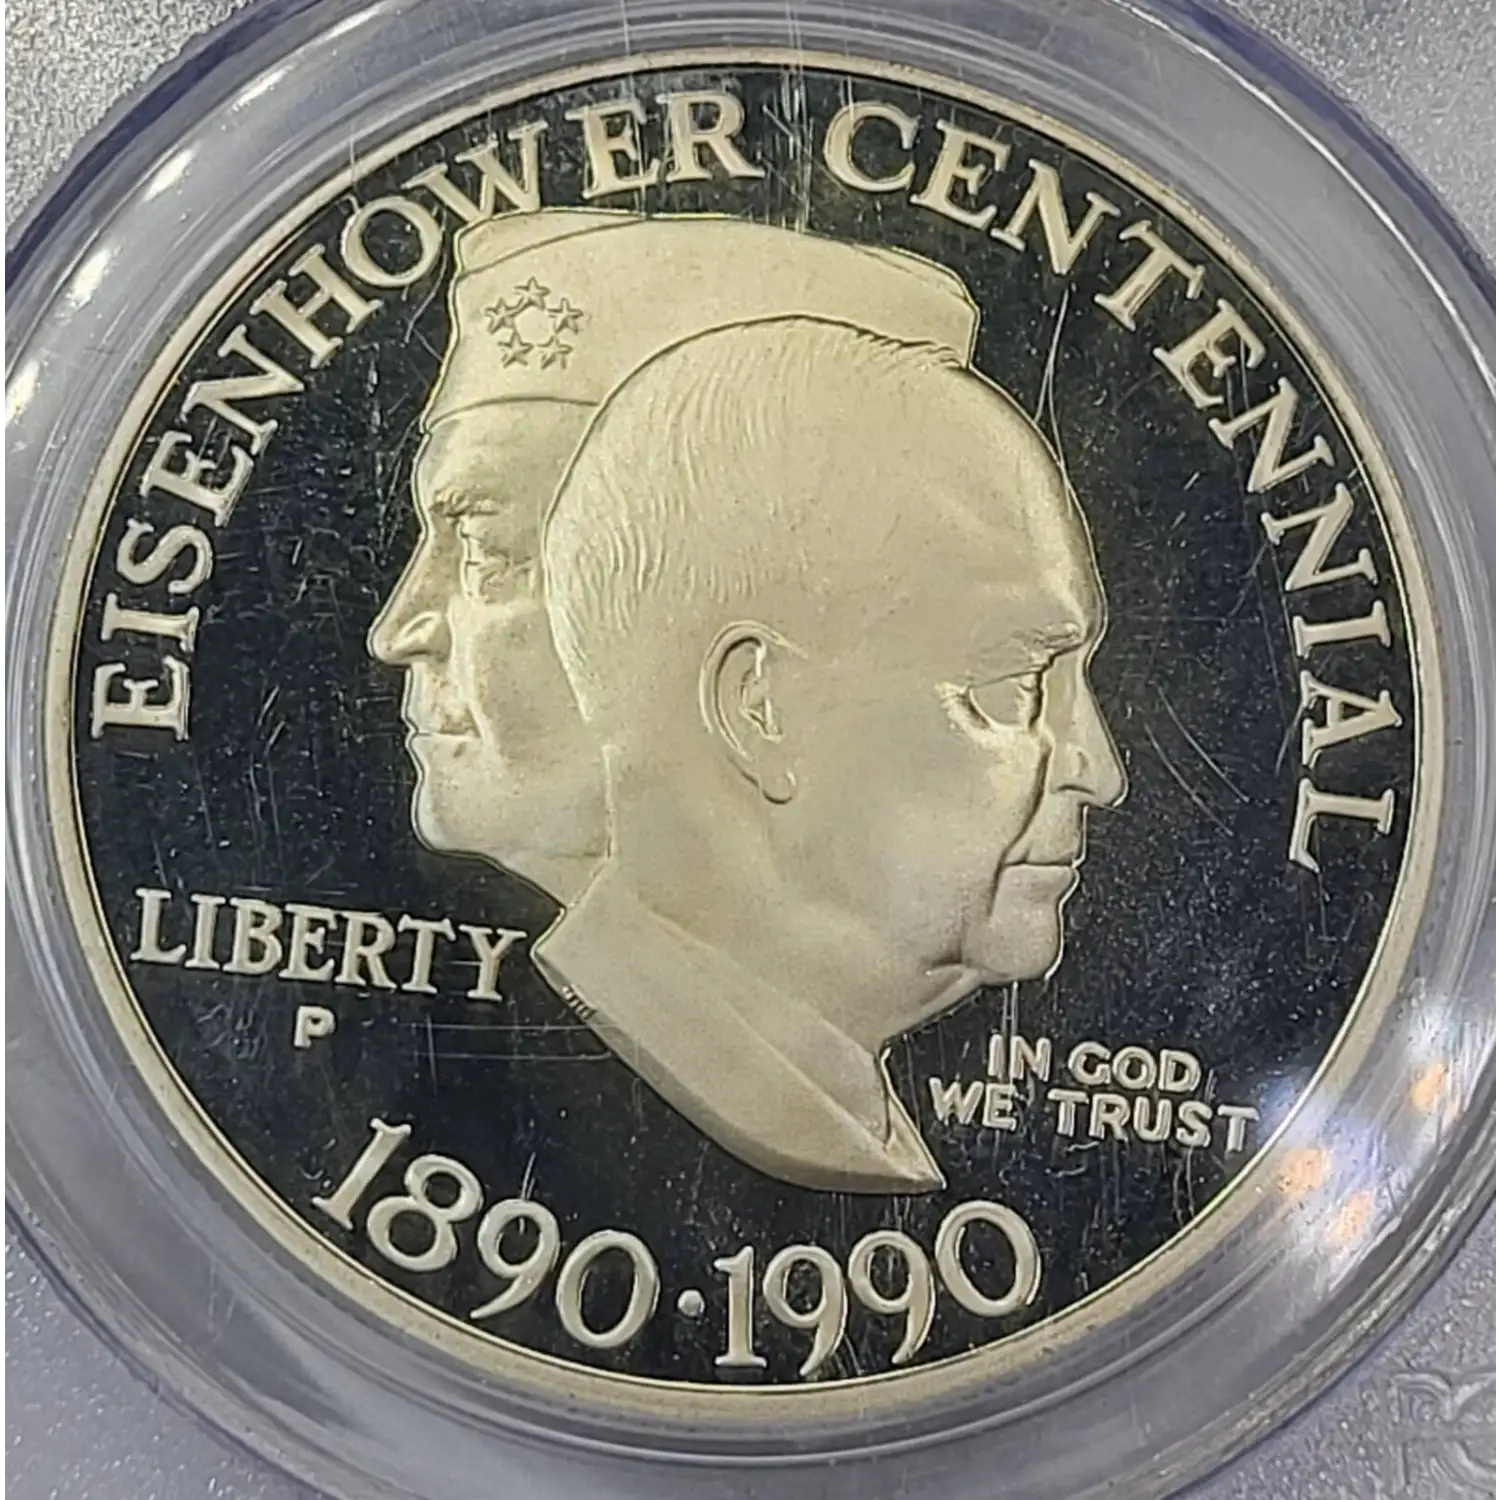 EISENHOWER CENTENNIAL
LIBERTY
P
IN GOD
WE TRUST
1890·1990